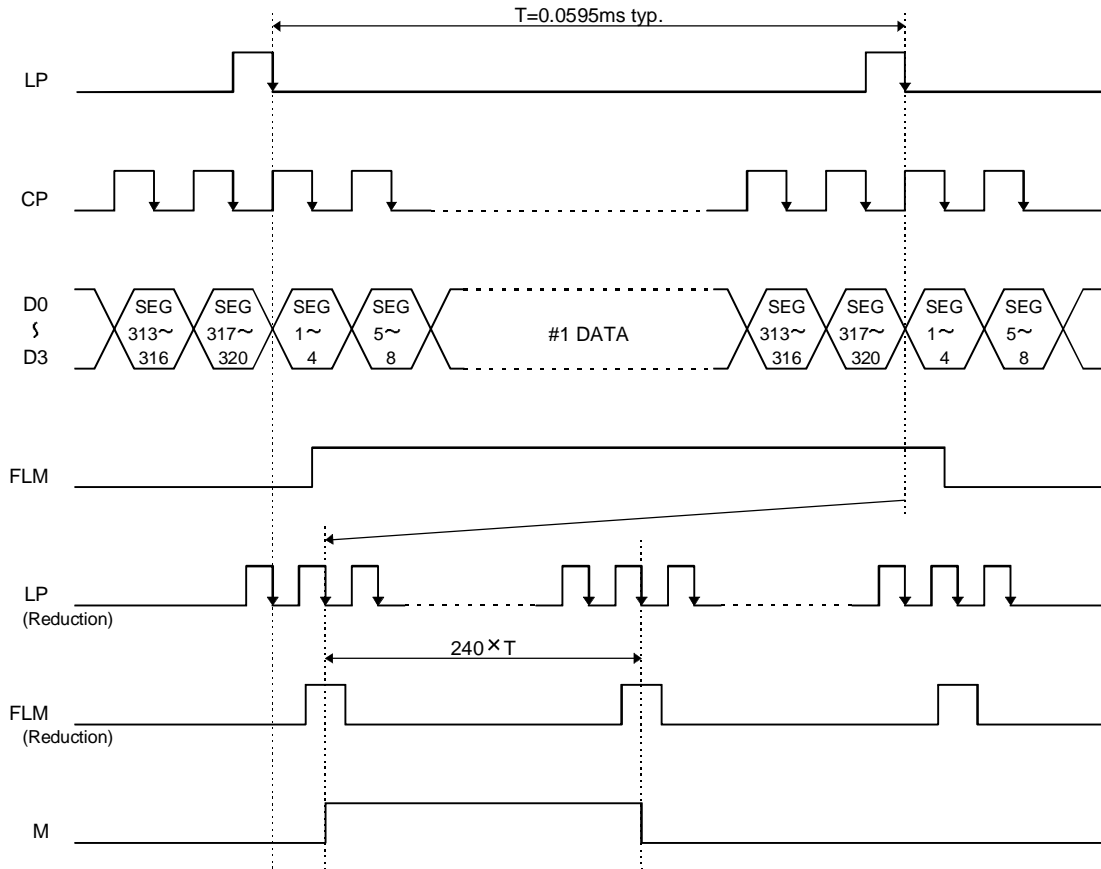 T=0.0595ms typ.
LP
CP
D0
~
D3
SEG
313~
316
SEG
317~
320
SEG
1~
4
SEG
5~
8
#1 DATA
SEG
313~
316
SEG
317~
320
SEG
1~
4
SEG
5~
8
FLM
LP
(Reduction)
240×T
FLM
(Reduction)
M